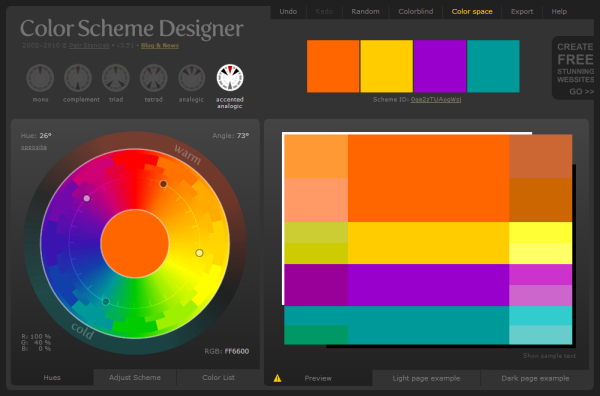 Undo Redo Random Colorblind Color space Export Help
Color Scheme Designer
2002-2010 © Petr Stanicek • v3.51 • Blog & News
mono complement triad tetrad analogic accented analogic
CREATE
FREE
STUNNING
WEBSITES
GO >>
Scheme ID:
Hue: 26° Angle: 73°
warm
cold
R: 100 %
G: 40 %
B: 0 %
RGB: FF6600
Show sample text
Hues Adjust Scheme Color List
Preview Light page example Dark page example